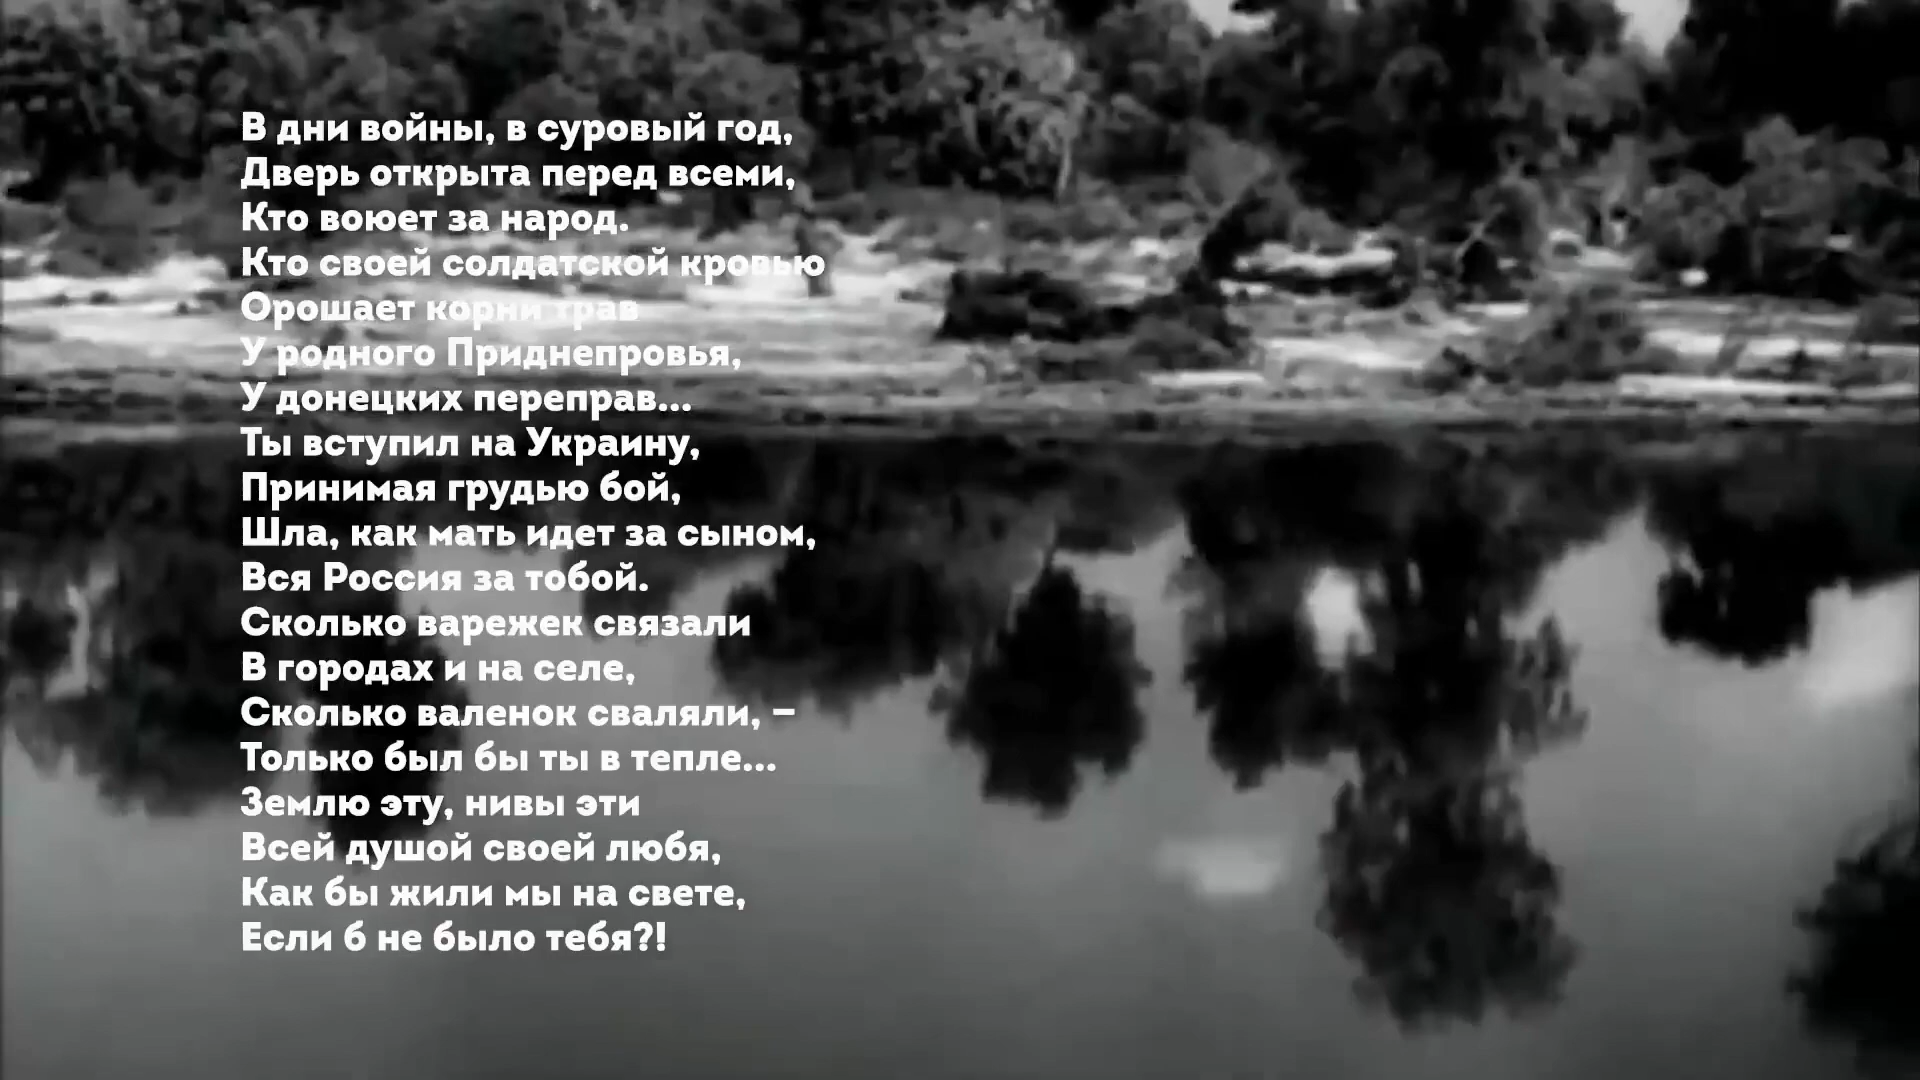 В дни войны, в суровый год,
Дверь открыта перед всеми,
Кто воюет за народ.
Кто своей солдатской кровью
Орошает корни трав
У родного Приднепровья,
У донецких переправ...
Ты вступил на Украину,
Принимая грудью бой,
Шла, как мать идет за сыном,
Вся Россия за тобой.
Сколько варежек связали
В городах и на селе,
Сколько валенок сваляли, –
Только был бы ты в тепле...
Землю эту, нивы эти
Всей душой своей любя,
Как бы жили мы на свете,
Если б не было тебя?!